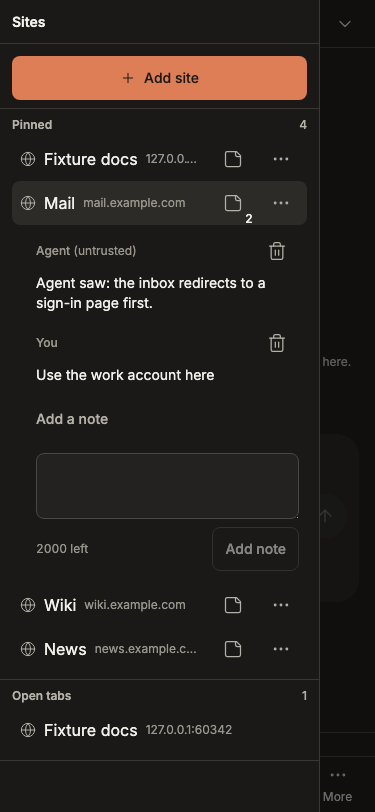 Sites
+ Add site
Pinned 4
Fixture docs 127.0.0....
Mail mail.example.com 2
Agent (untrusted)
Agent saw: the inbox redirects to a
sign-in page first.
You
Use the work account here
Add a note
2000 left Add note
Wiki wiki.example.com
News news.example.c...
Open tabs 1
Fixture docs 127.0.0.1:60342
here.
More